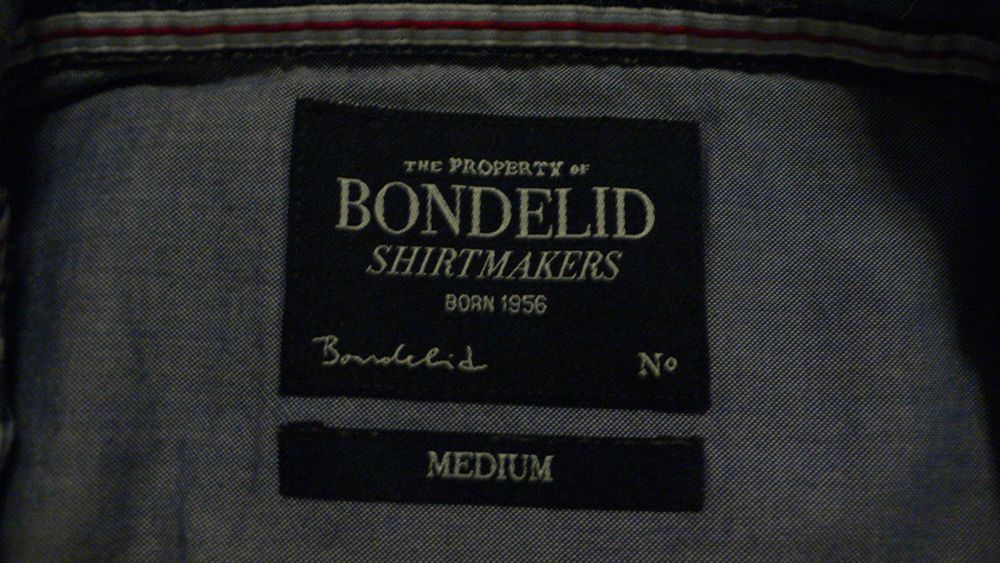 THE PROPERTY OF
BONDELID
SHIRTMAKERS
BORN 1956
Bondelid
Nº
MEDIUM